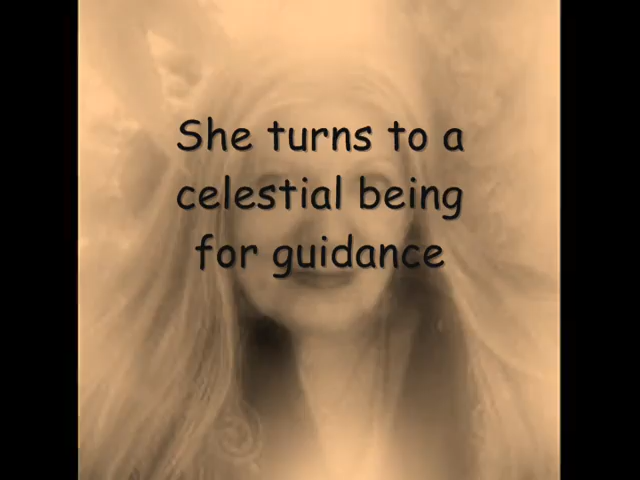 She turns to a
celestial being
for guidance